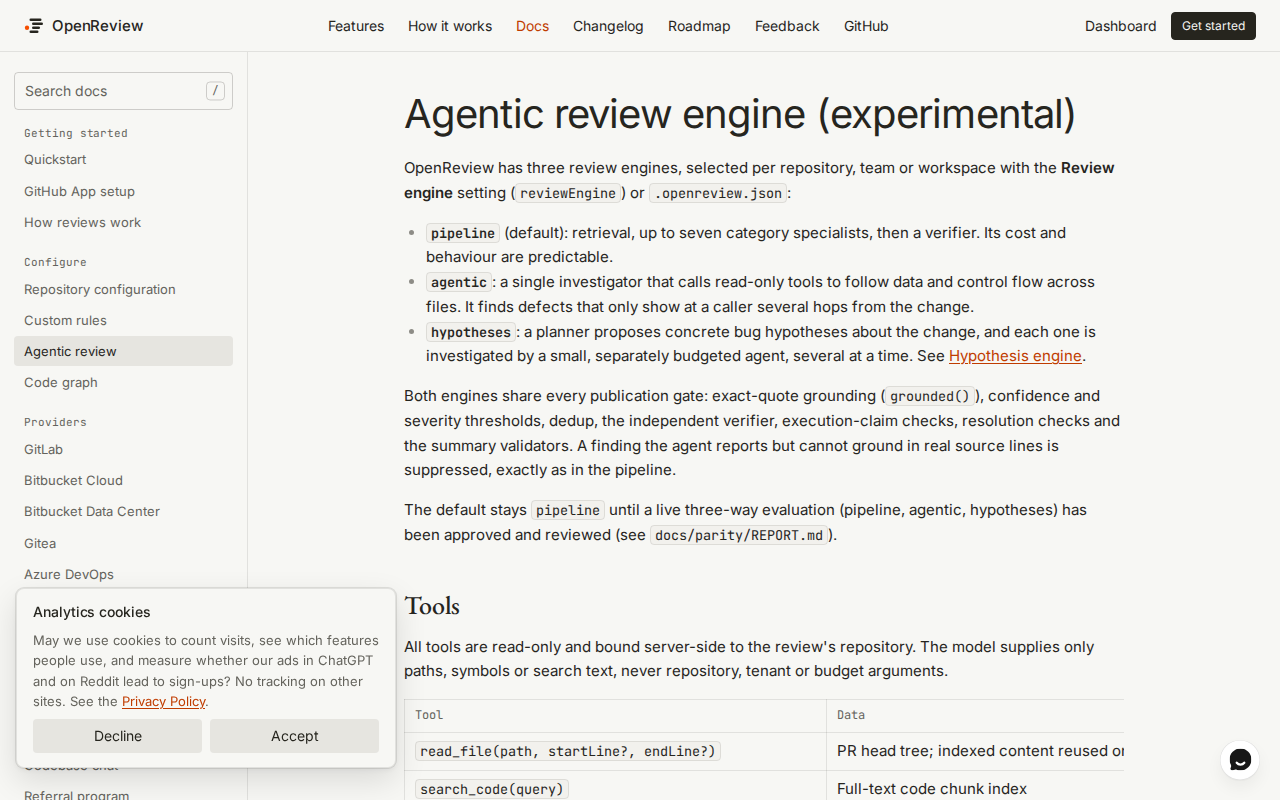 OpenReview
Features
How it works
Docs
Changelog
Roadmap
Feedback
GitHub
Dashboard
Get started
Search docs
/
Getting started
Quickstart
GitHub App setup
How reviews work
Configure
Repository configuration
Custom rules
Agentic review
Code graph
Providers
GitLab
Bitbucket Cloud
Bitbucket Data Center
Gitea
Azure DevOps
Referral program
Analytics cookies
May we use cookies to count visits, see which features
people use, and measure whether our ads in ChatGPT
and on Reddit lead to sign-ups? No tracking on other
sites. See the Privacy Policy.
Decline
Accept
Agentic review engine (experimental)
OpenReview has three review engines, selected per repository, team or workspace with the Review
engine setting (reviewEngine) or .openreview.json:
pipeline (default): retrieval, up to seven category specialists, then a verifier. Its cost and
behaviour are predictable.
agentic: a single investigator that calls read-only tools to follow data and control flow across
files. It finds defects that only show at a caller several hops from the change.
hypotheses: a planner proposes concrete bug hypotheses about the change, and each one is
investigated by a small, separately budgeted agent, several at a time. See Hypothesis engine.
Both engines share every publication gate: exact-quote grounding (grounded()), confidence and
severity thresholds, dedup, the independent verifier, execution-claim checks, resolution checks and
the summary validators. A finding the agent reports but cannot ground in real source lines is
suppressed, exactly as in the pipeline.
The default stays pipeline until a live three-way evaluation (pipeline, agentic, hypotheses) has
been approved and reviewed (see docs/parity/REPORT.md).
Tools
All tools are read-only and bound server-side to the review's repository. The model supplies only
paths, symbols or search text, never repository, tenant or budget arguments.
Tool
Data
read_file(path, startLine?, endLine?)
PR head tree; indexed content reused or
search_code(query)
Full-text code chunk index